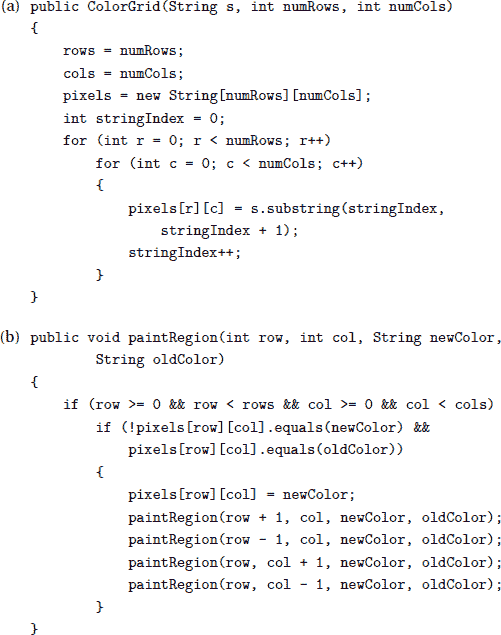 (a) public ColorGrid(String s, int numRows, int numCols)
{
rows = numRows;
cols = numCols;
pixels = new String[numRows][numCols];
int stringIndex = 0;
for (int r = 0; r < numRows; r++)
for (int c = 0; c < numCols; c++)
{
pixels[r][c] = s.substring(stringIndex,
stringIndex + 1);
stringIndex++;
}
}
(b) public void paintRegion(int row, int col, String newColor,
String oldColor)
{
if (row >= 0 && row < rows && col >= 0 && col < cols)
if (!pixels[row][col].equals(newColor) &&
pixels[row][col].equals(oldColor))
{
pixels[row][col] = newColor;
paintRegion(row + 1, col, newColor, oldColor);
paintRegion(row - 1, col, newColor, oldColor);
paintRegion(row, col + 1, newColor, oldColor);
paintRegion(row, col - 1, newColor, oldColor);
}
}